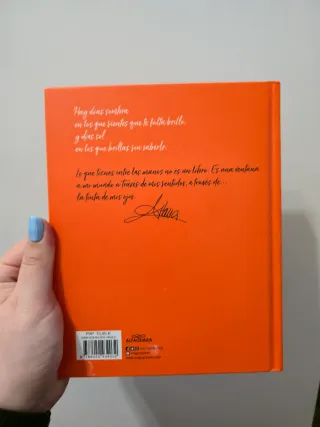 Hay días sombra
en los que sientes que te falta brillo,
y días sol
en los que brillas sin saberlo.
Lo que tienes entre las manos no es un libro. Es una ventana
a mi mundo a través de mis sentidos, a través de...
la tinta de mis ojos.
ALFAGUARA